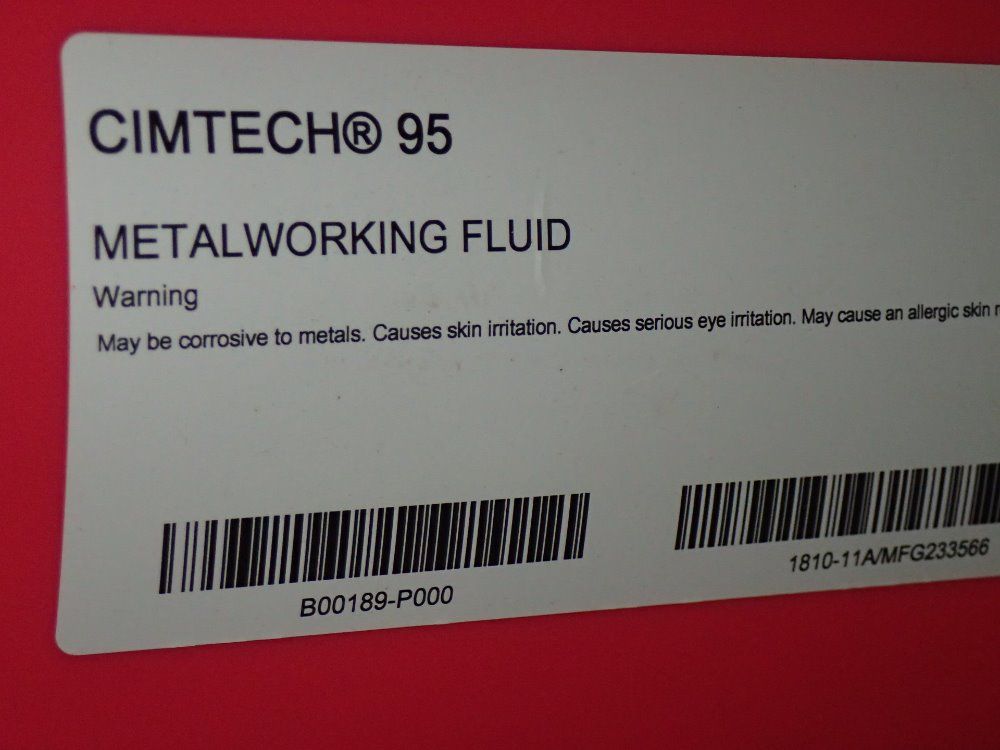 CIMTECH® 95
METALWORKING FLUID
Warning
May be corrosive to metals. Causes skin irritation. Causes serious eye irritation. May cause an allergic skin
B00189-P000
1810-11A/MFG233566